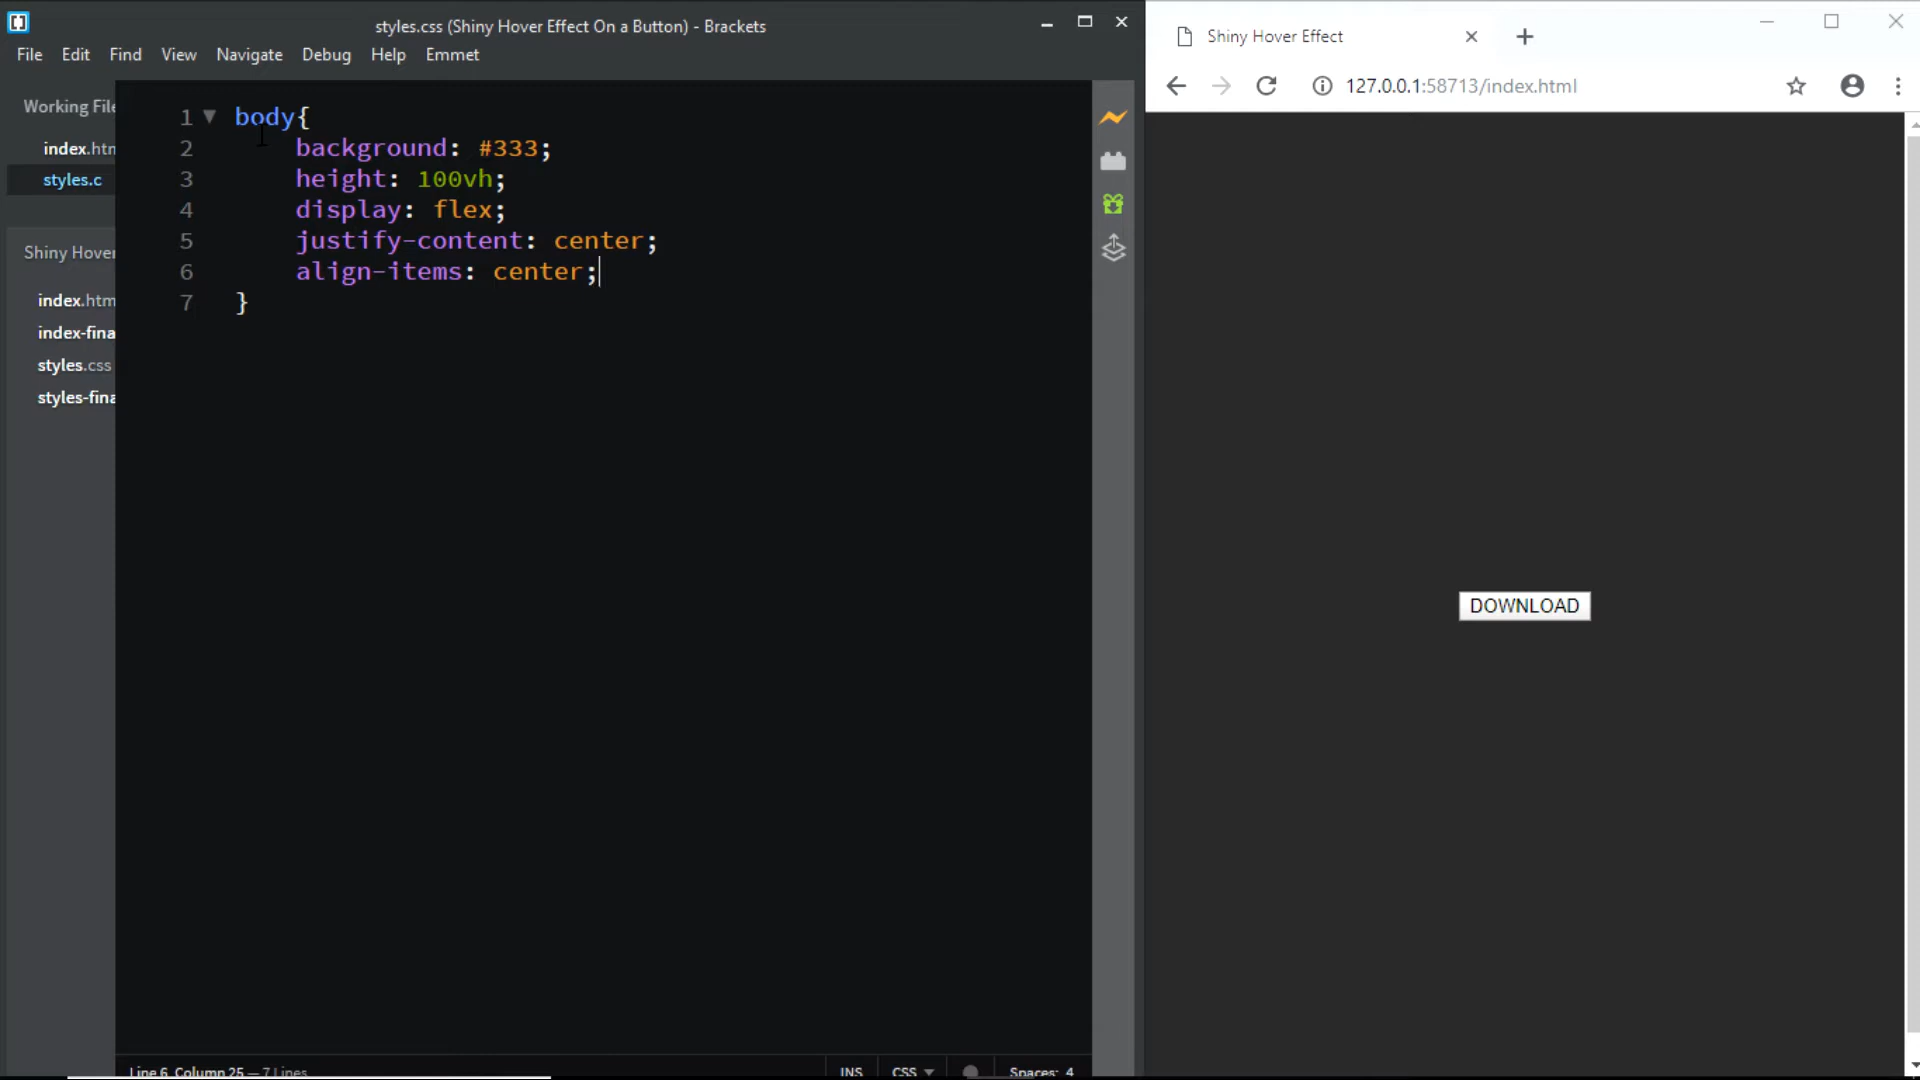 styles.css (Shiny Hover Effect On a Button) - Brackets
File Edit Find View Navigate Debug Help Emmet
Working File
index.htm
styles.c
Shiny Hover
index.htm
index-fina
styles.css
styles-fina
1 body{
2 background: #333;
3 height: 100vh;
4 display: flex;
5 justify-content: center;
6 align-items: center;
7 }
Line 6, Column 25 — 7 Lines
INS CSS Spaces: 4
Shiny Hover Effect
127.0.0.1:58713/index.html
DOWNLOAD